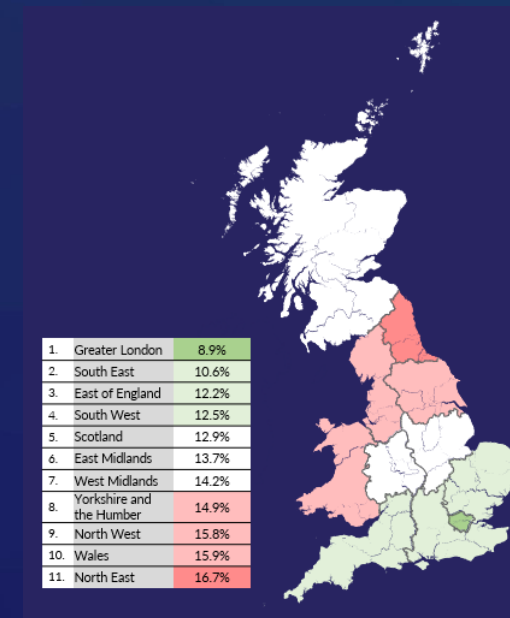 1. Greater London 8.9%
2. South East 10.6%
3. East of England 12.2%
4. South West 12.5%
5. Scotland 12.9%
6. East Midlands 13.7%
7. West Midlands 14.2%
8. Yorkshire and
the Humber 14.9%
9. North West 15.8%
10. Wales 15.9%
11. North East 16.7%